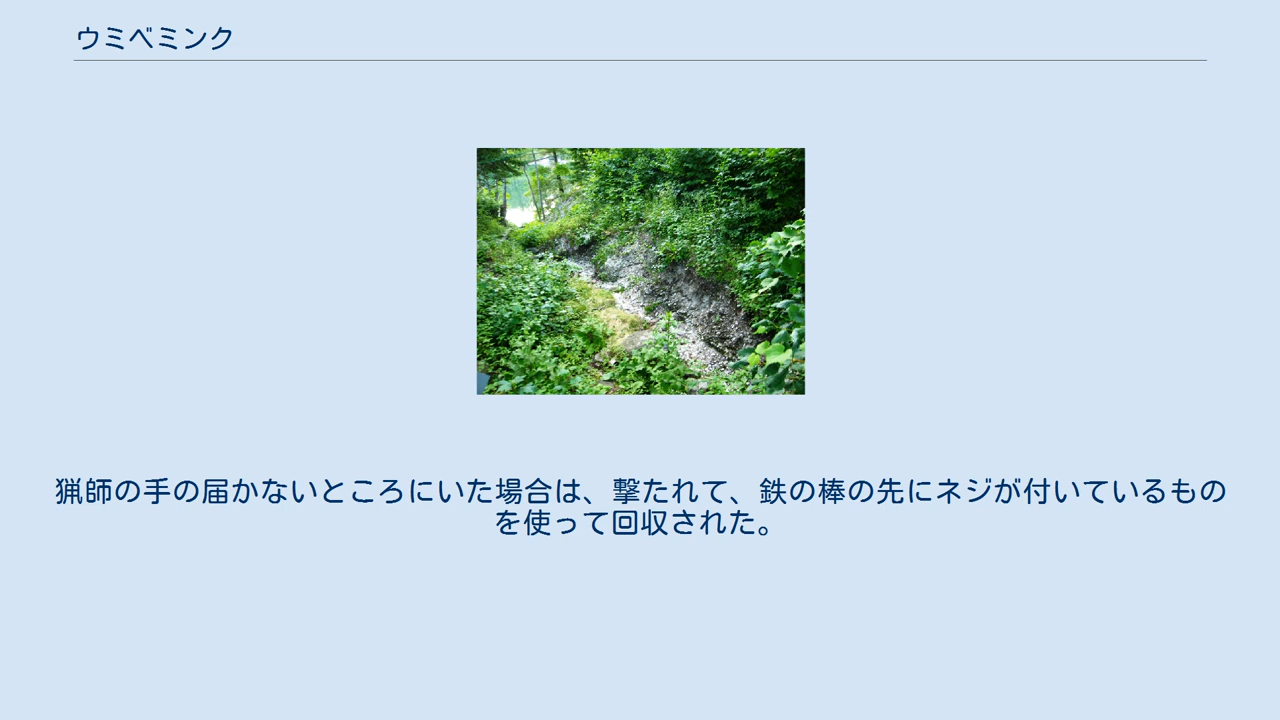 ウミベミンク
猟師の手の届かないところにいた場合は、撃たれて、鉄の棒の先にネジが付いているもの
を使って回収された。